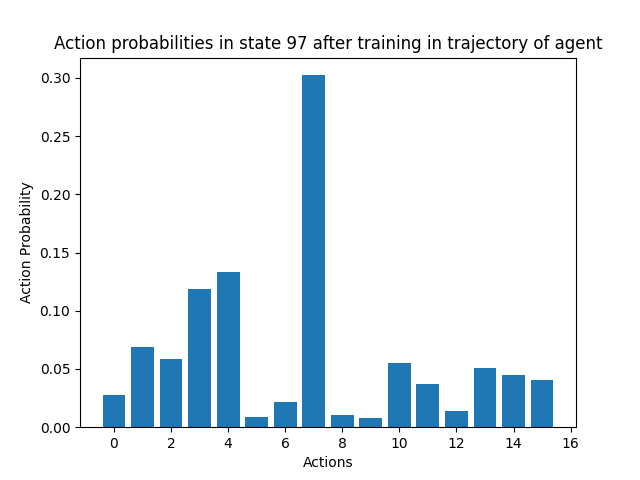 Action probabilities in state 97 after training in trajectory of agent
0.30
0.25
0.20
0.15
0.10
0.05
0.00
Action Probability
0 2 4 6 8 10 12 14 16
Actions